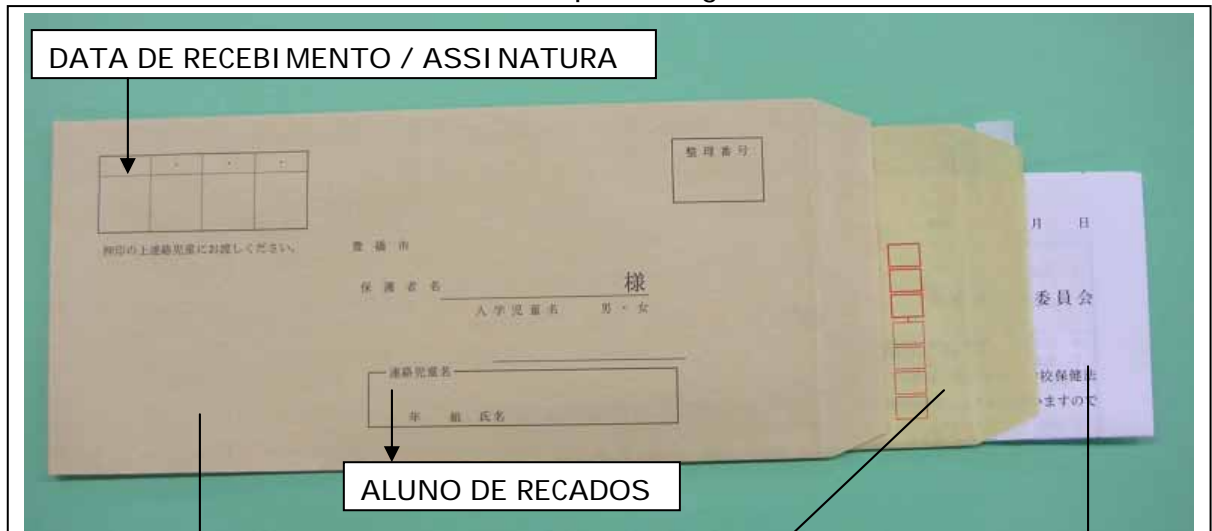 DATA DE RECEBIMENTO / ASSINATURA
整理番号
押印の上連絡児童にお渡しください。
豊橋市
保護者名 様
入学児童名 男・女
連絡児童名
年 組 氏名
ALUNO DE RECADOS
月 日
委員会
校保健法
いますので